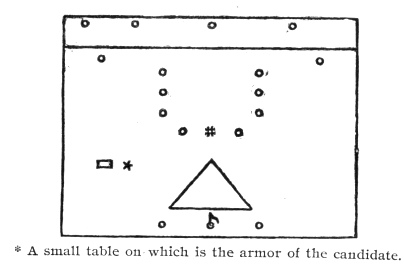 * A small table on which is the armor of the candidate.